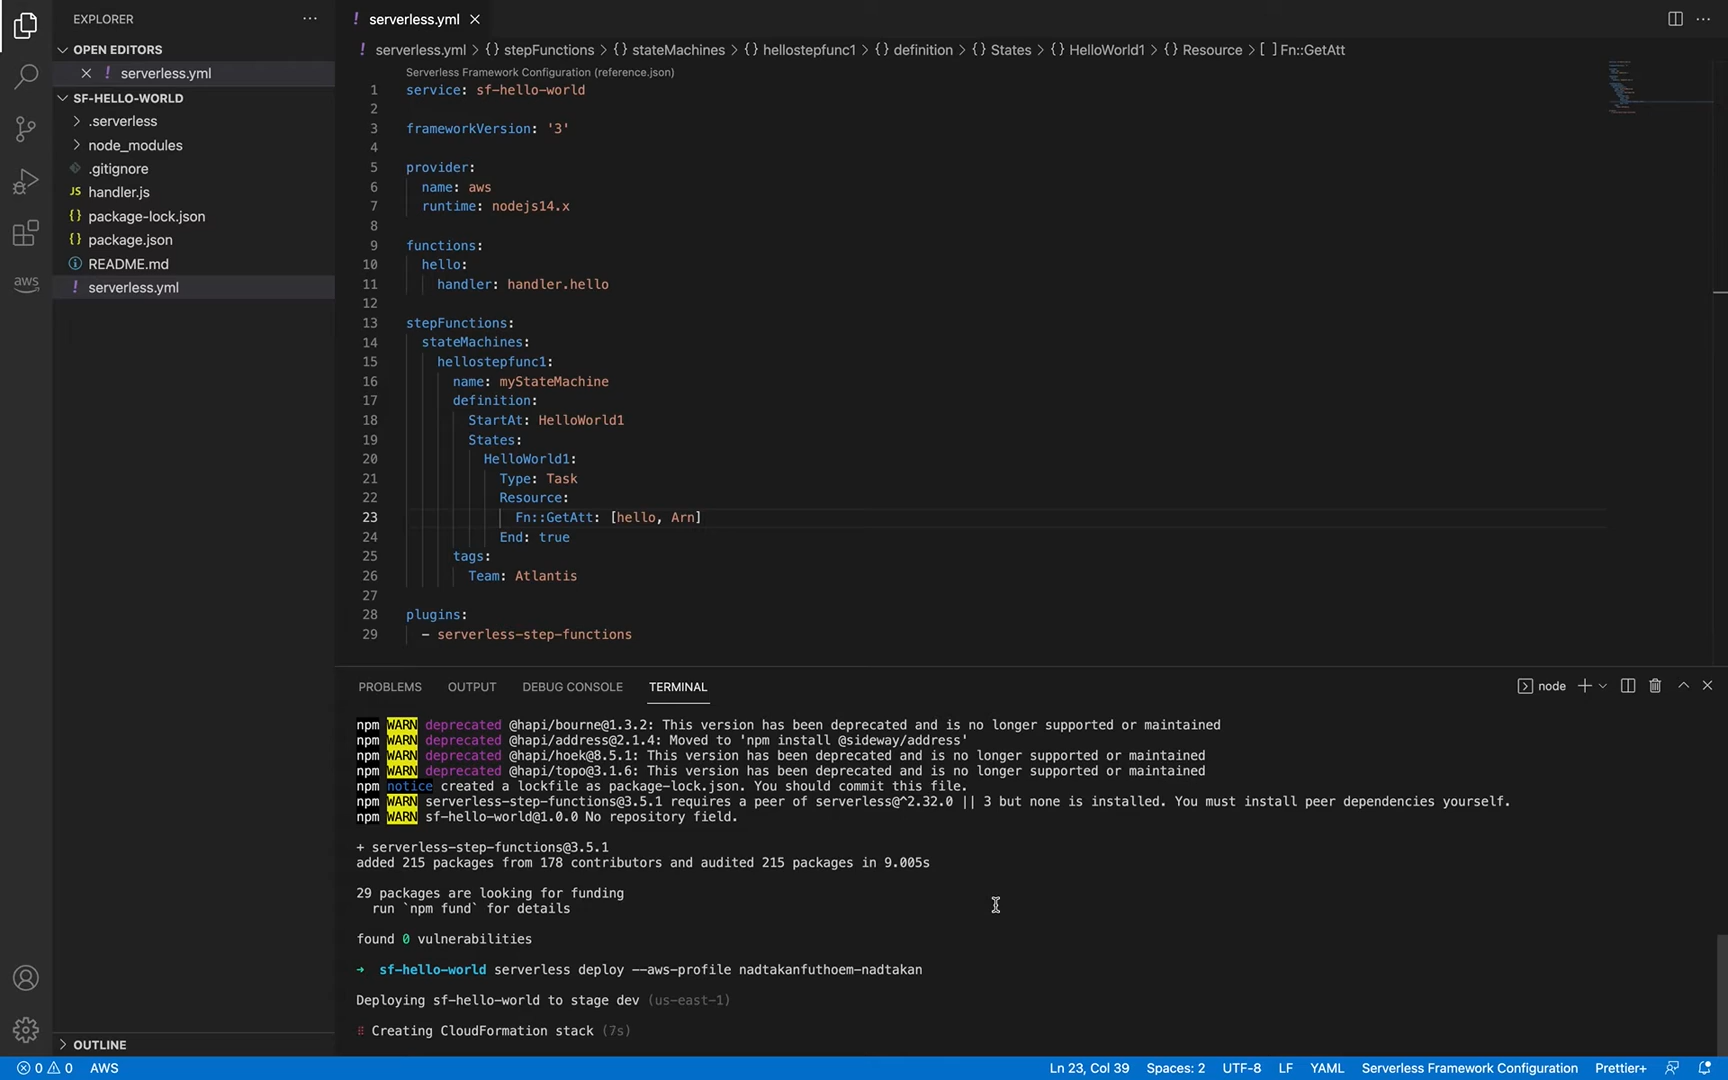 EXPLORER
OPEN EDITORS
serverless.yml
SF-HELLO-WORLD
.serverless
node_modules
.gitignore
JS handler.js
{} package-lock.json
{} package.json
README.md
! serverless.yml
aws
OUTLINE
! serverless.yml
! serverless.yml > {} stepFunctions > {} stateMachines > {} hellostepfunc1 > {} definition > {} States > {} HelloWorld1 > {} Resource > [ ] Fn::GetAtt
Serverless Framework Configuration (reference.json)
1 service: sf-hello-world
2
3 frameworkVersion: '3'
4
5 provider:
6 name: aws
7 runtime: nodejs14.x
8
9 functions:
10 hello:
11 handler: handler.hello
12
13 stepFunctions:
14 stateMachines:
15 hellostepfunc1:
16 name: myStateMachine
17 definition:
18 StartAt: HelloWorld1
19 States:
20 HelloWorld1:
21 Type: Task
22 Resource:
23 Fn::GetAtt: [hello, Arn]
24 End: true
25 tags:
26 Team: Atlantis
27
28 plugins:
29 - serverless-step-functions
PROBLEMS OUTPUT DEBUG CONSOLE TERMINAL node
npm WARN deprecated @hapi/bourne@1.3.2: This version has been deprecated and is no longer supported or maintained
npm WARN deprecated @hapi/address@2.1.4: Moved to 'npm install @sideway/address'
npm WARN deprecated @hapi/hoek@8.5.1: This version has been deprecated and is no longer supported or maintained
npm WARN deprecated @hapi/topo@3.1.6: This version has been deprecated and is no longer supported or maintained
npm notice created a lockfile as package-lock.json. You should commit this file.
npm WARN serverless-step-functions@3.5.1 requires a peer of serverless@^2.32.0 || 3 but none is installed. You must install peer dependencies yourself.
npm WARN sf-hello-world@1.0.0 No repository field.
+ serverless-step-functions@3.5.1
added 215 packages from 178 contributors and audited 215 packages in 9.005s
29 packages are looking for funding
run `npm fund` for details
found 0 vulnerabilities
→ sf-hello-world serverless deploy --aws-profile nadtakanfuthoem-nadtakan
Deploying sf-hello-world to stage dev (us-east-1)
Creating CloudFormation stack (7s)
0 0 AWS Ln 23, Col 39 Spaces: 2 UTF-8 LF YAML Serverless Framework Configuration Prettier+